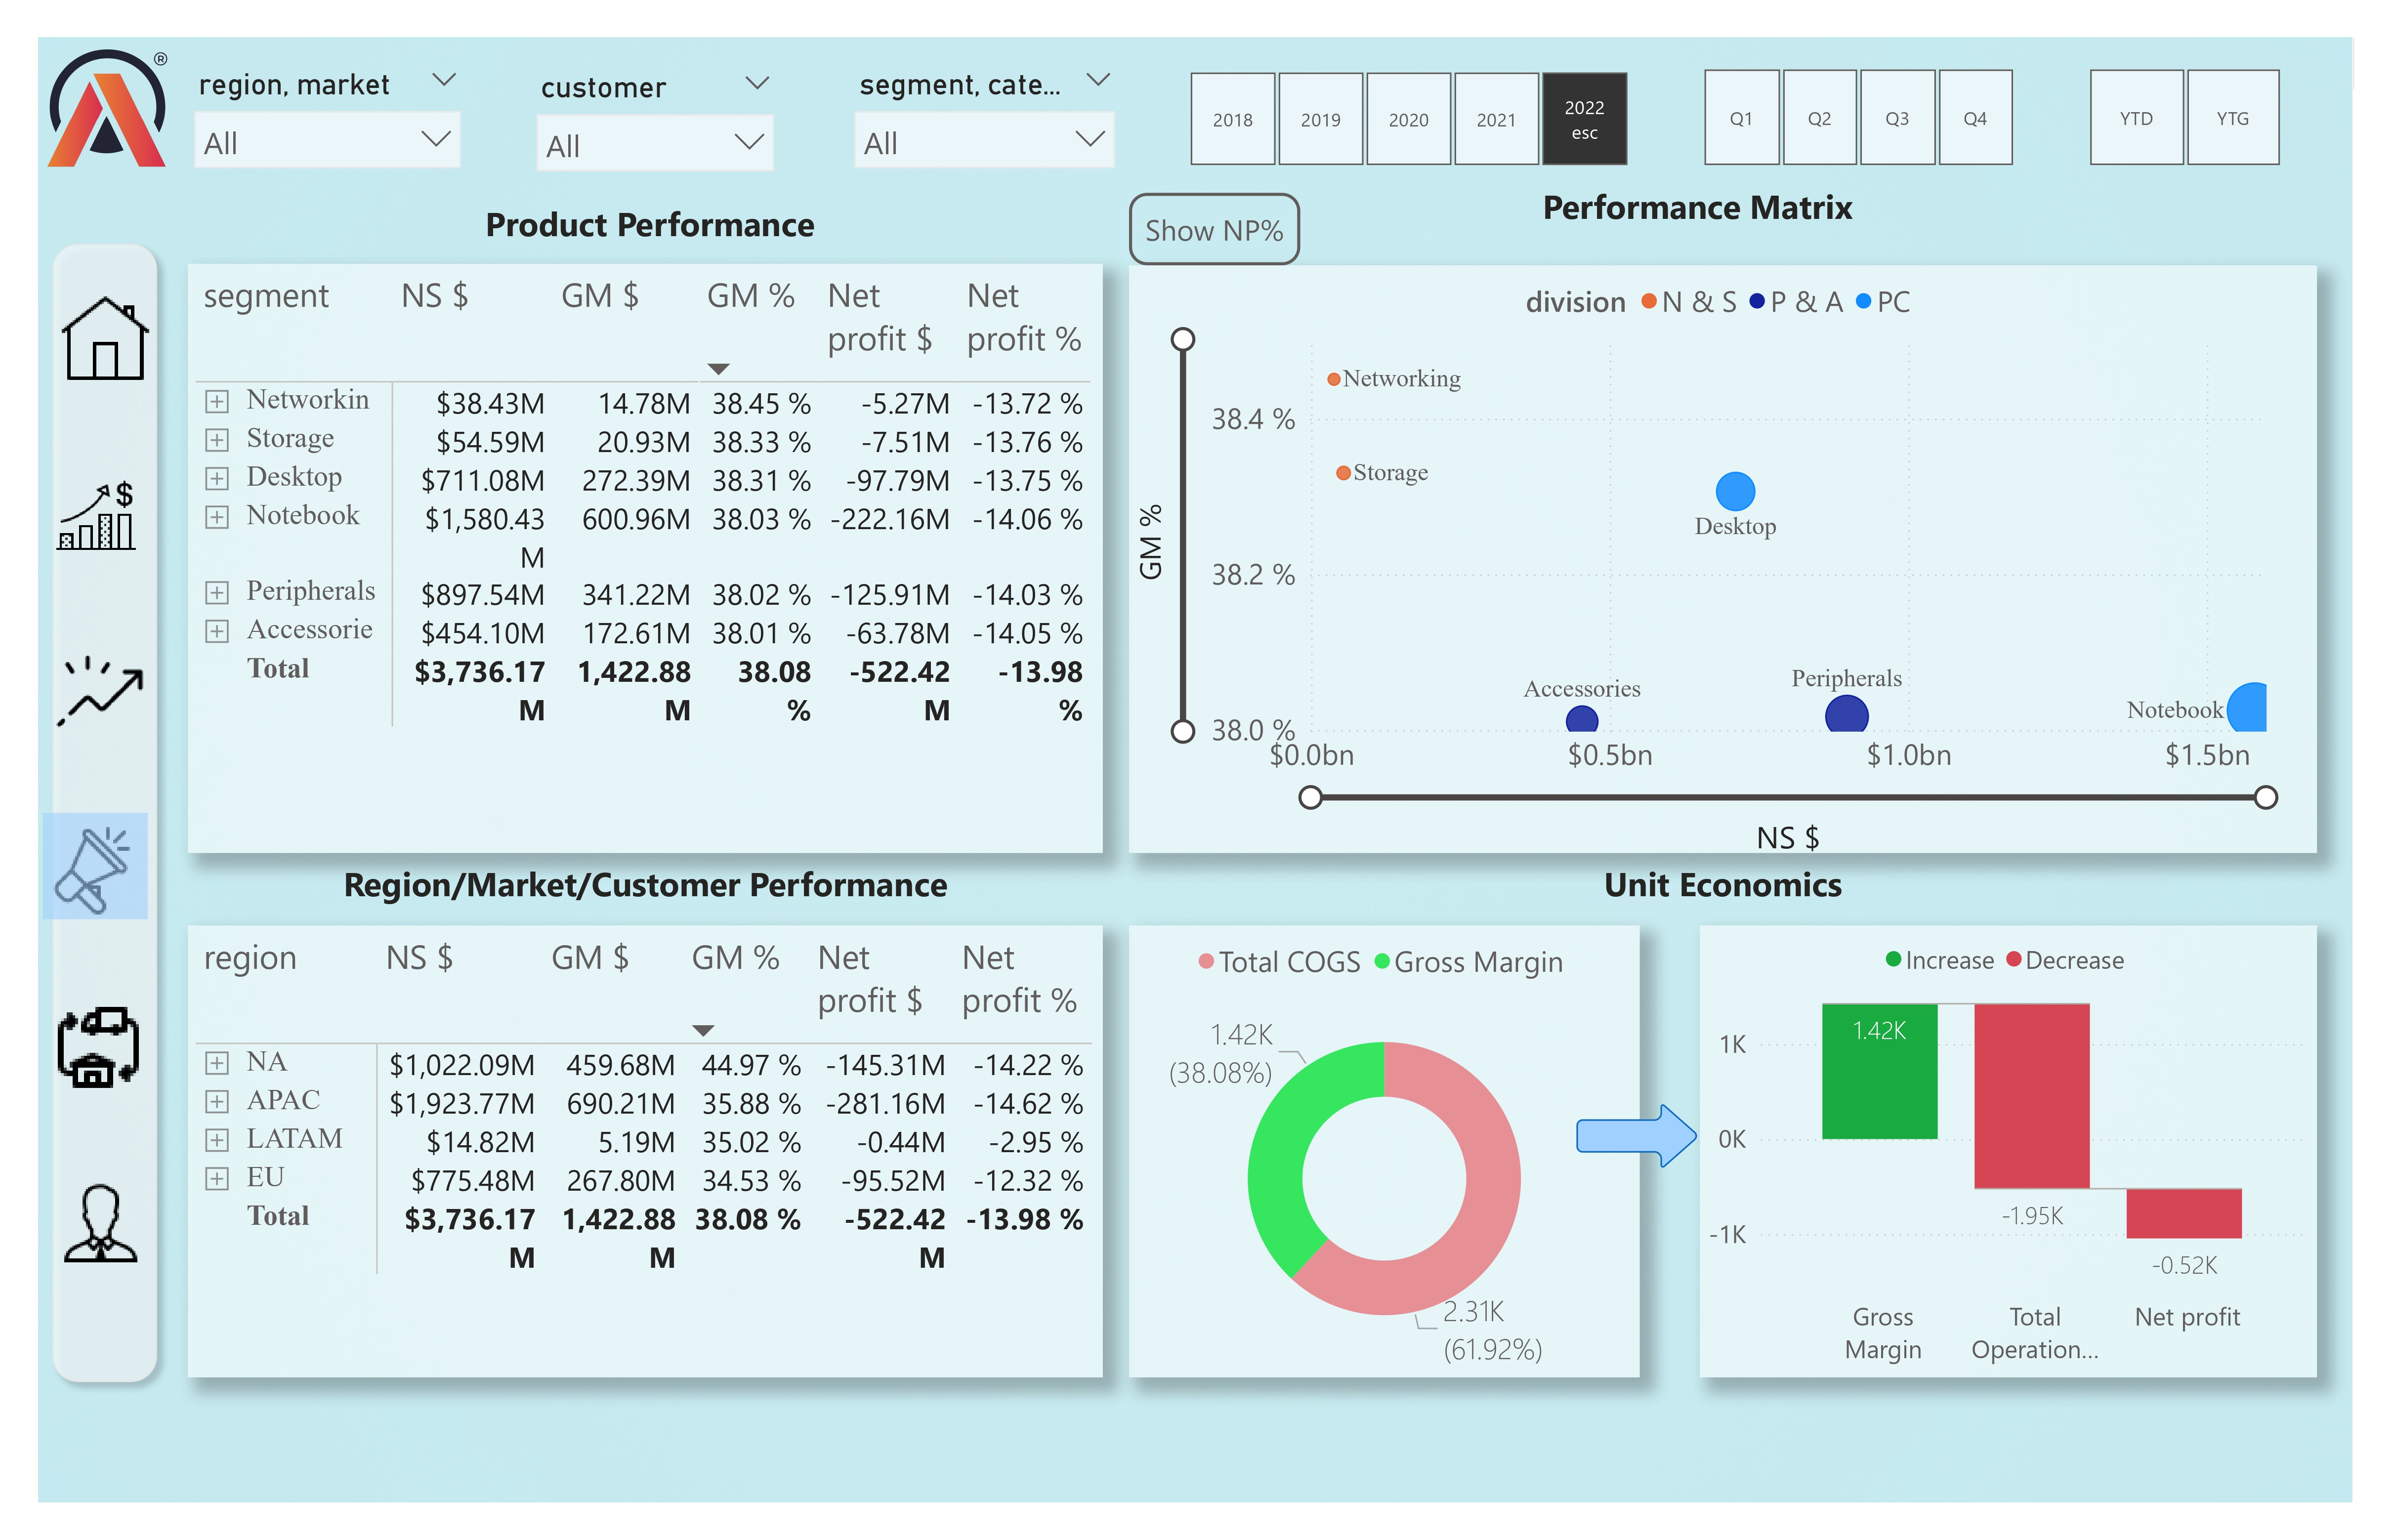 ®
region, market
All
customer
All
segment, cate...
All
2018 2019 2020 2021 2022 esc
Q1 Q2 Q3 Q4
YTD YTG
Product Performance
segment NS $ GM $ GM % Net profit $ Net profit %
Networkin $38.43M 14.78M 38.45 % -5.27M -13.72 %
Storage $54.59M 20.93M 38.33 % -7.51M -13.76 %
Desktop $711.08M 272.39M 38.31 % -97.79M -13.75 %
Notebook $1,580.43 M 600.96M 38.03 % -222.16M -14.06 %
Peripherals $897.54M 341.22M 38.02 % -125.91M -14.03 %
Accessorie $454.10M 172.61M 38.01 % -63.78M -14.05 %
Total $3,736.17 M 1,422.88 M 38.08 % -522.42 M -13.98 %
Show NP%
Performance Matrix
division N & S P & A PC
GM %
38.4 %
38.2 %
38.0 %
Networking
Storage
Desktop
Accessories
Peripherals
Notebook
$0.0bn $0.5bn $1.0bn $1.5bn
NS $
Region/Market/Customer Performance
region NS $ GM $ GM % Net profit $ Net profit %
NA $1,022.09M 459.68M 44.97 % -145.31M -14.22 %
APAC $1,923.77M 690.21M 35.88 % -281.16M -14.62 %
LATAM $14.82M 5.19M 35.02 % -0.44M -2.95 %
EU $775.48M 267.80M 34.53 % -95.52M -12.32 %
Total $3,736.17 M 1,422.88 M 38.08 % -522.42 M -13.98 %
Unit Economics
Total COGS Gross Margin
1.42K
(38.08%)
2.31K
(61.92%)
Increase Decrease
1K
0K
-1K
1.42K
-1.95K
-0.52K
Gross Margin
Total Operation...
Net profit